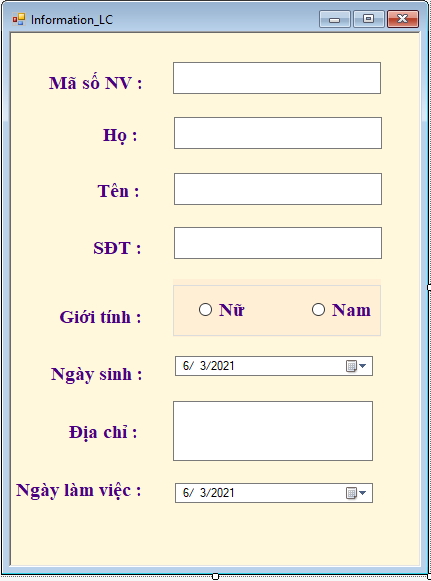 Information_LC
Mã số NV :
Họ :
Tên :
SĐT :
Giới tính : Nữ Nam
Ngày sinh : 6/ 3/2021
Địa chỉ :
Ngày làm việc : 6/ 3/2021